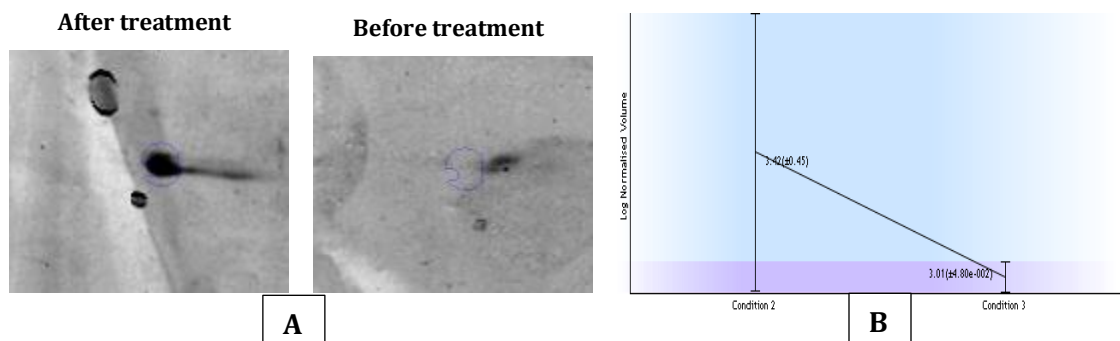 After treatment
Before treatment
A
Log Normalised Volume
3.42(±0.45)
3.01(±4.80e-002)
Condition 2
Condition 3
B